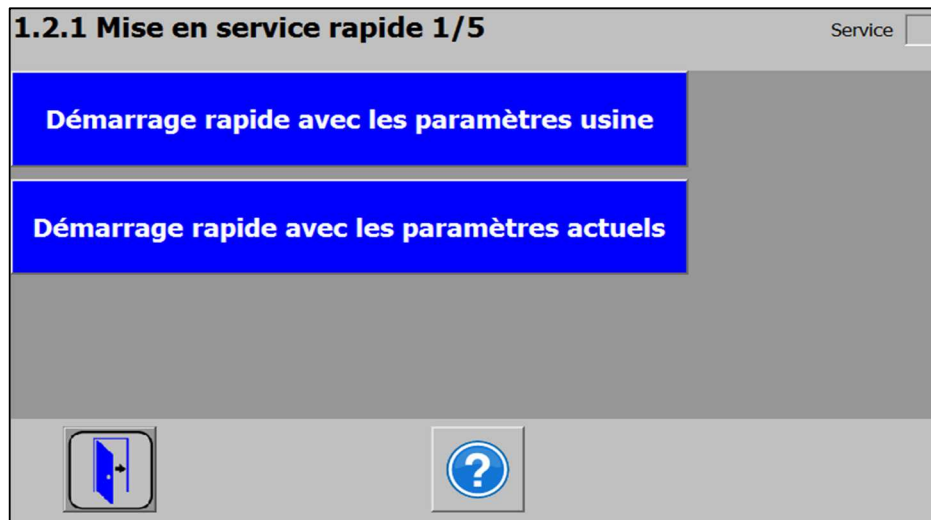 1.2.1 Mise en service rapide 1/5
Service
Démarrage rapide avec les paramètres usine
Démarrage rapide avec les paramètres actuels
?